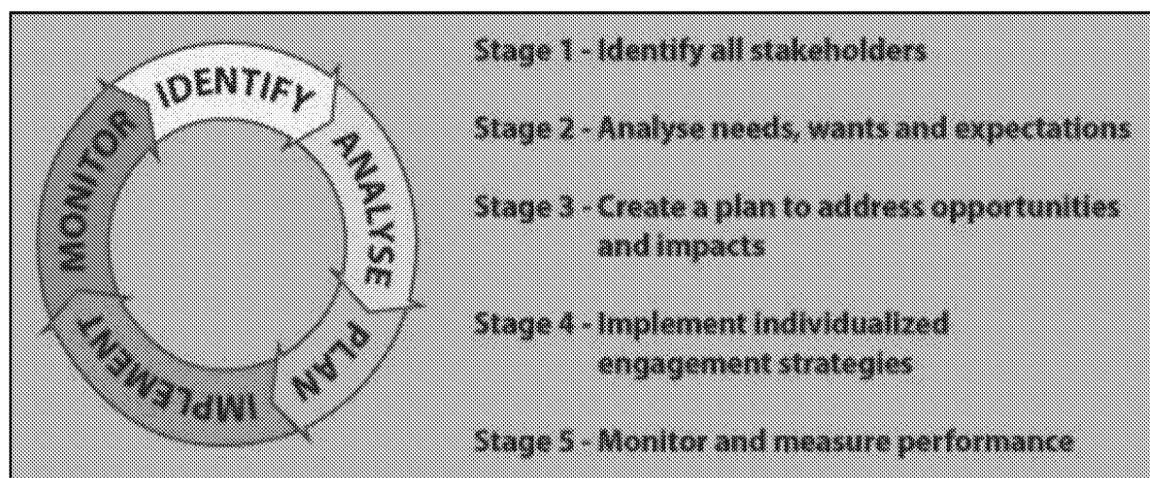 IDENTIFY
ANALYSE
PLAN
IMPLEMENT
MONITOR
Stage 1 - Identify all stakeholders
Stage 2 - Analyse needs, wants and expectations
Stage 3 - Create a plan to address opportunities
and impacts
Stage 4 - Implement individualized
engagement strategies
Stage 5 - Monitor and measure performance